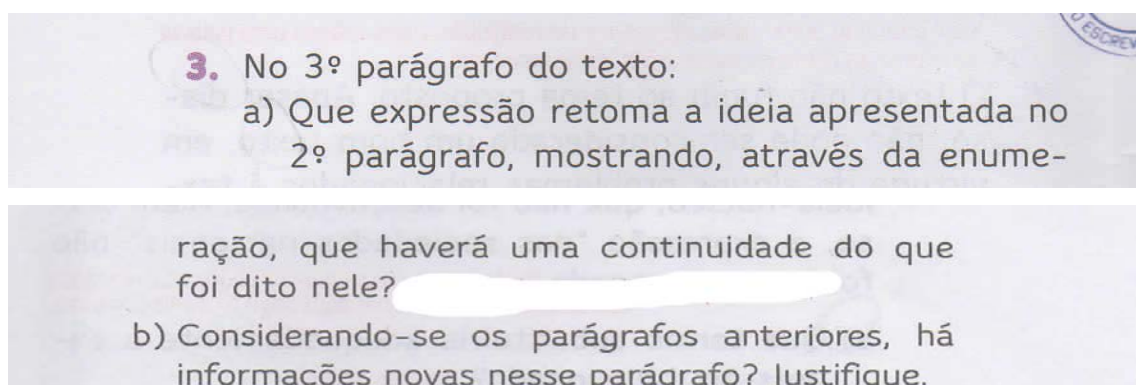 3. No 3º parágrafo do texto:
a) Que expressão retoma a ideia apresentada no
2º parágrafo, mostrando, através da enume-
ração, que haverá uma continuidade do que
foi dito nele?
b) Considerando-se os parágrafos anteriores, há
informações novas nesse parágrafo? Justifique.